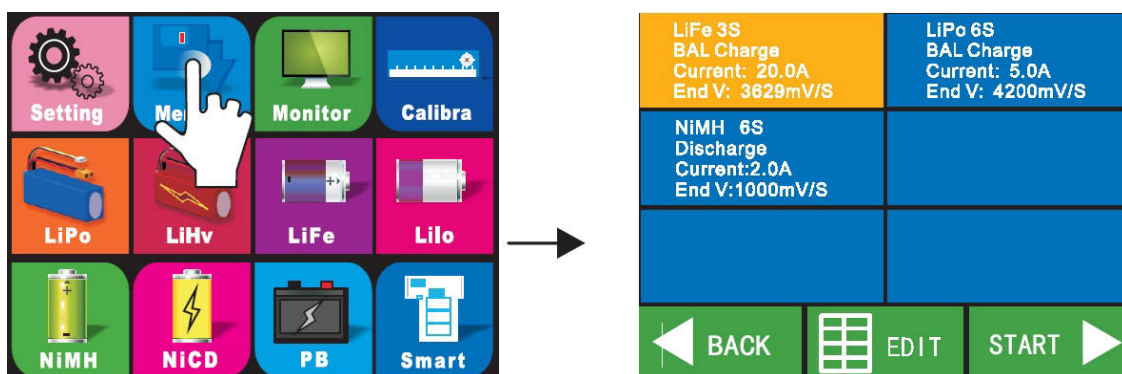 Setting
Me
Monitor
Calibra
LiPo
LiHv
LiFe
LiIo
NiMH
NiCD
PB
Smart
LiFe 3S
BAL Charge
Current: 20.0A
End V: 3629mV/S
LiPo 6S
BAL Charge
Current: 5.0A
End V: 4200mV/S
NiMH 6S
Discharge
Current:2.0A
End V:1000mV/S
BACK
EDIT
START